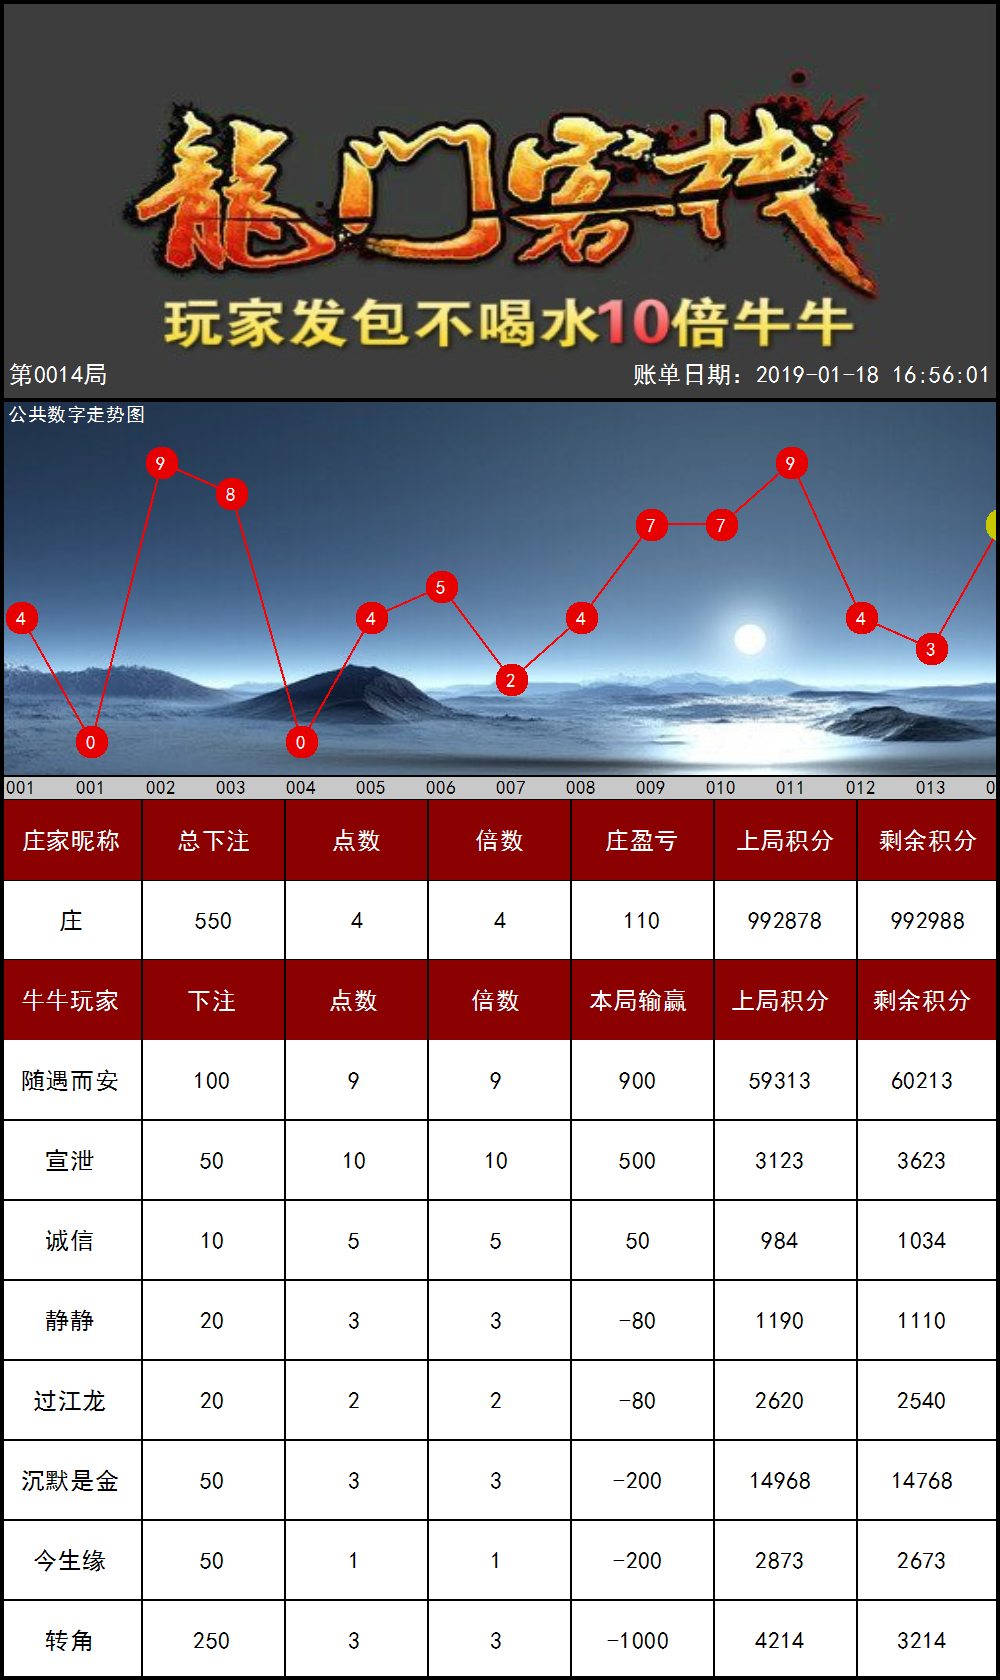 龍门客栈
玩家发包不喝水10倍牛牛
第0014局 账单日期：2019-01-18 16:56:01
公共数字走势图
4 0 9 8 0 4 5 2 4 7 7 9 4 3
001 001 002 003 004 005 006 007 008 009 010 011 012 013 0
庄家昵称 总下注 点数 倍数 庄盈亏 上局积分 剩余积分
庄 550 4 4 110 992878 992988
牛牛玩家 下注 点数 倍数 本局输赢 上局积分 剩余积分
随遇而安 100 9 9 900 59313 60213
宣泄 50 10 10 500 3123 3623
诚信 10 5 5 50 984 1034
静静 20 3 3 -80 1190 1110
过江龙 20 2 2 -80 2620 2540
沉默是金 50 3 3 -200 14968 14768
今生缘 50 1 1 -200 2873 2673
转角 250 3 3 -1000 4214 3214